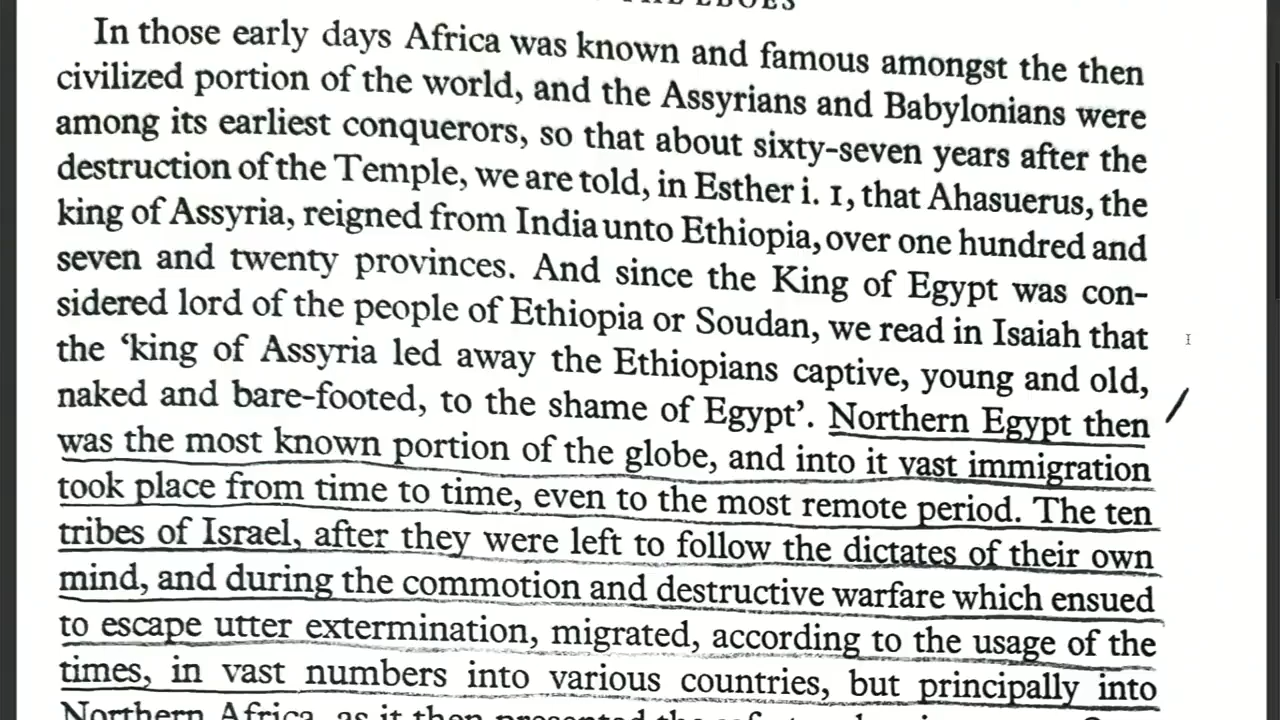 THE EBOES
In those early days Africa was known and famous amongst the then
civilized portion of the world, and the Assyrians and Babylonians were
among its earliest conquerors, so that about sixty-seven years after the
destruction of the Temple, we are told, in Esther i. 1, that Ahasuerus, the
king of Assyria, reigned from India unto Ethiopia, over one hundred and
seven and twenty provinces. And since the King of Egypt was con-
sidered lord of the people of Ethiopia or Soudan, we read in Isaiah that
the ‘king of Assyria led away the Ethiopians captive, young and old,
naked and bare-footed, to the shame of Egypt’. Northern Egypt then
was the most known portion of the globe, and into it vast immigration
took place from time to time, even to the most remote period. The ten
tribes of Israel, after they were left to follow the dictates of their own
mind, and during the commotion and destructive warfare which ensued
to escape utter extermination, migrated, according to the usage of the
times, in vast numbers into various countries, but principally into
Northern Africa, as it then presented the